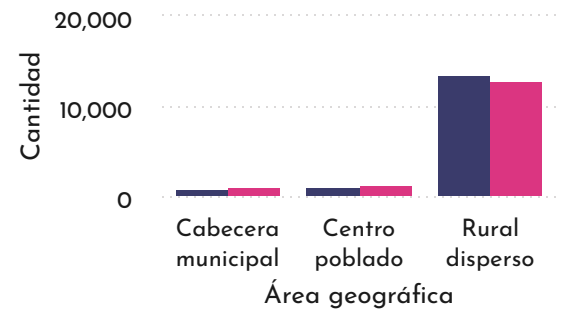 20,000
10,000
0
Cantidad
Cabecera municipal
Centro poblado
Rural disperso
Área geográfica